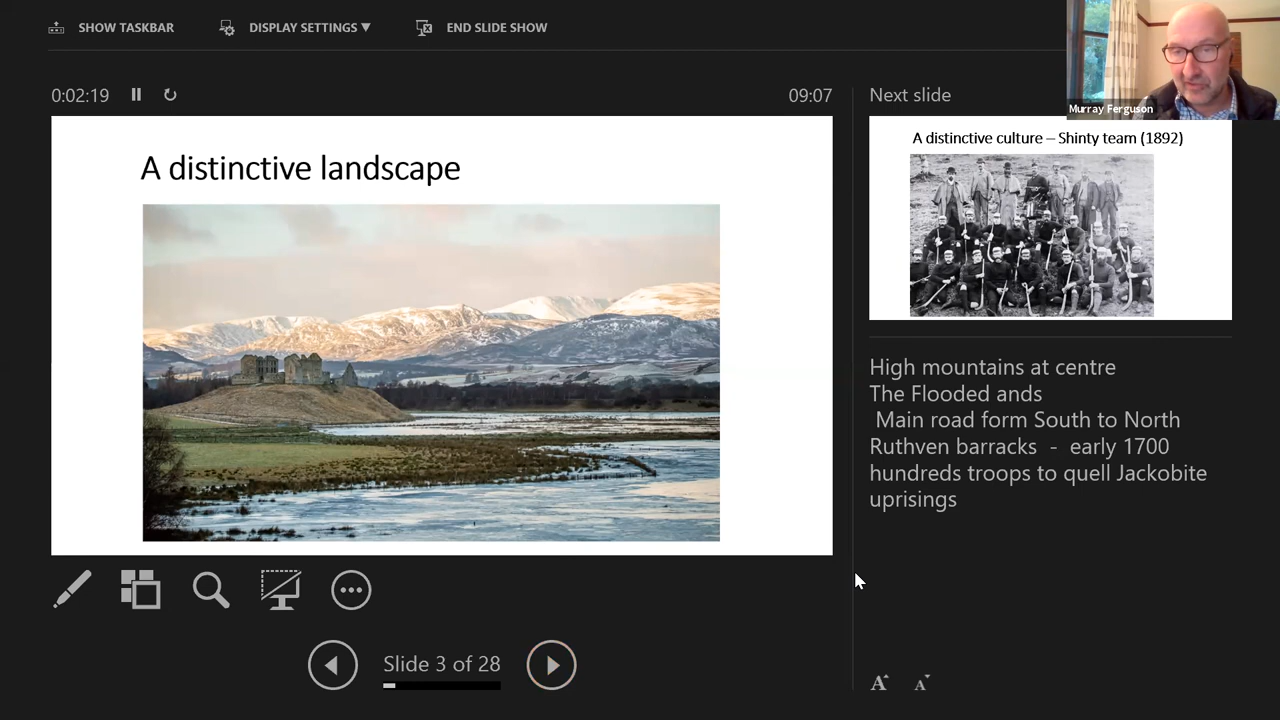 SHOW TASKBAR
DISPLAY SETTINGS ▼
END SLIDE SHOW
Murray Ferguson
0:02:19
09:07
Next slide
A distinctive landscape
A distinctive culture – Shinty team (1892)
High mountains at centre
The Flooded ands
Main road form South to North
Ruthven barracks - early 1700
hundreds troops to quell Jackobite
uprisings
Slide 3 of 28
A
A